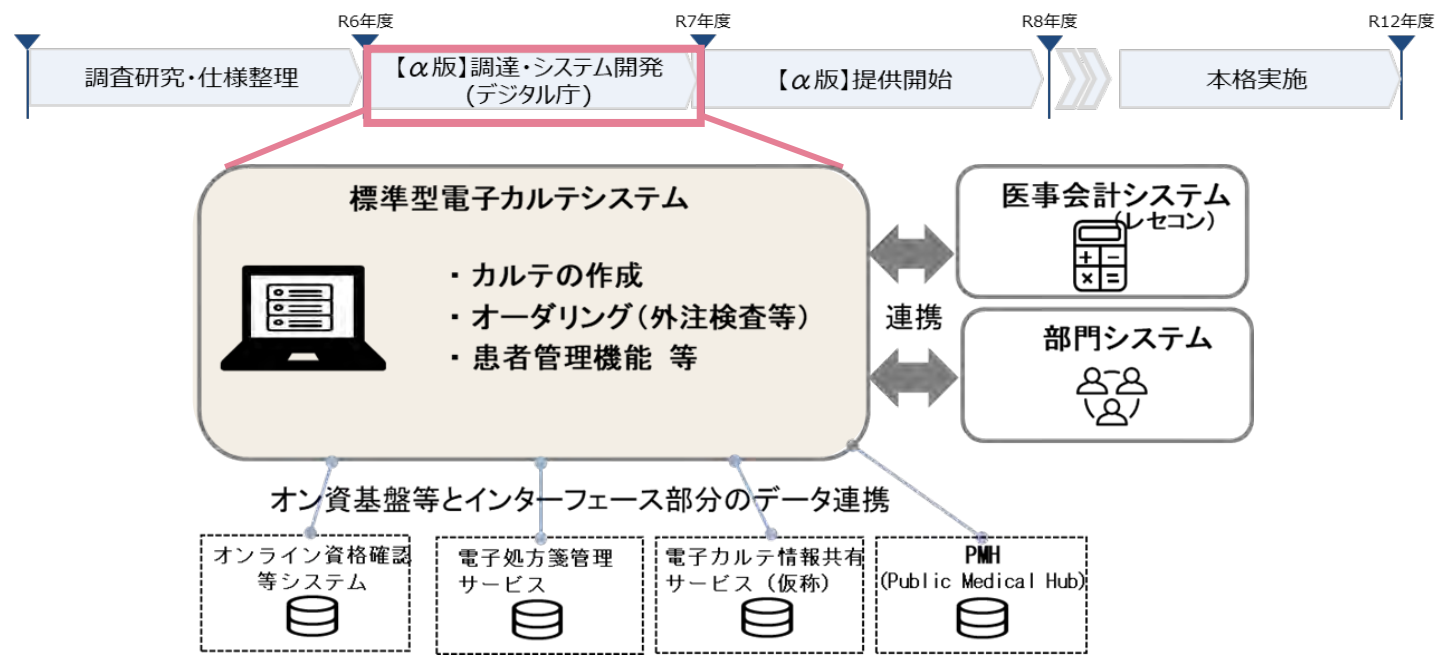 R6年度
R7年度
R8年度
R12年度
調査研究・仕様整理
【α版】調達・システム開発
(デジタル庁)
【α版】提供開始
本格実施
標準型電子カルテシステム
・カルテの作成
・オーダリング(外注検査等)
・患者管理機能 等
医事会計システム
(レセコン)
連携
部門システム
オン資基盤等とインターフェース部分のデータ連携
オンライン資格確認
等システム
電子処方箋管理
サービス
電子カルテ情報共有
サービス(仮称)
PMH
(Public Medical Hub)